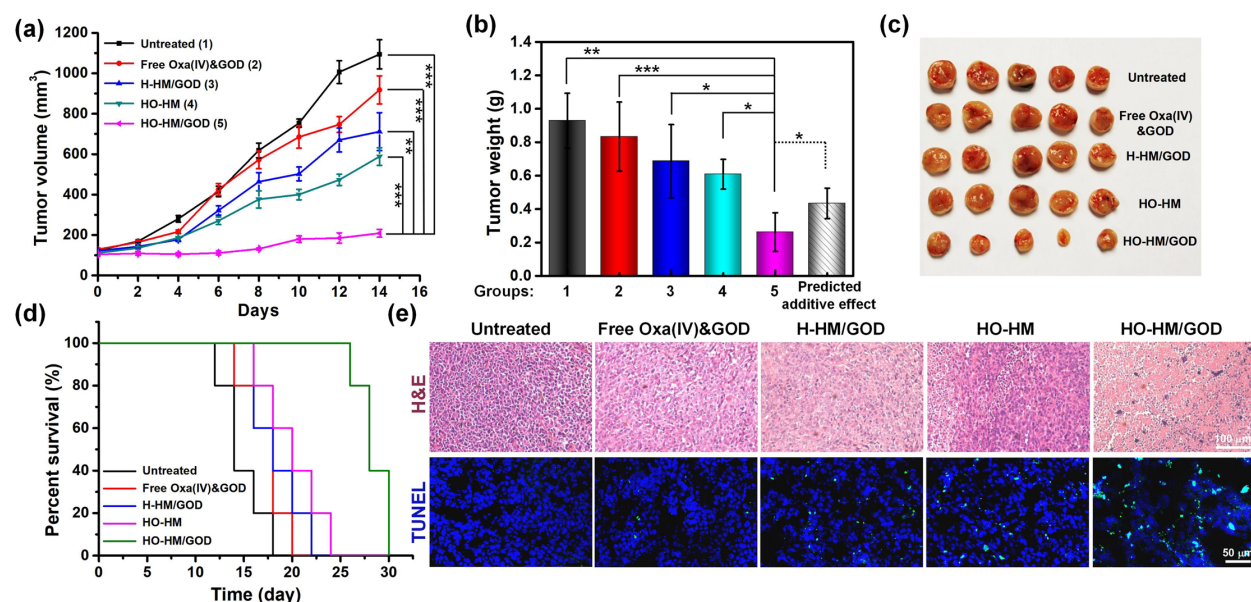 (a)
Untreated (1)
Free Oxa(IV)&GOD (2)
H-HM/GOD (3)
HO-HM (4)
HO-HM/GOD (5)
Tumor volume (mm³)
1200
1000
800
600
400
200
0
0 2 4 6 8 10 12 14 16
Days
***
***
**
***
(b)
Tumor weight (g)
1.4
1.2
1.0
0.8
0.6
0.4
0.2
0.0
**
***
*
*
*
Groups: 1 2 3 4 5 Predicted
additive effect
(c)
Untreated
Free Oxa(IV)
&GOD
H-HM/GOD
HO-HM
HO-HM/GOD
(d)
Percent survival (%)
100
80
60
40
20
0
Untreated
Free Oxa(IV)&GOD
H-HM/GOD
HO-HM
HO-HM/GOD
0 5 10 15 20 25 30
Time (day)
(e)
Untreated Free Oxa(IV)&GOD H-HM/GOD HO-HM HO-HM/GOD
H&E
100 μm
TUNEL
50 μm